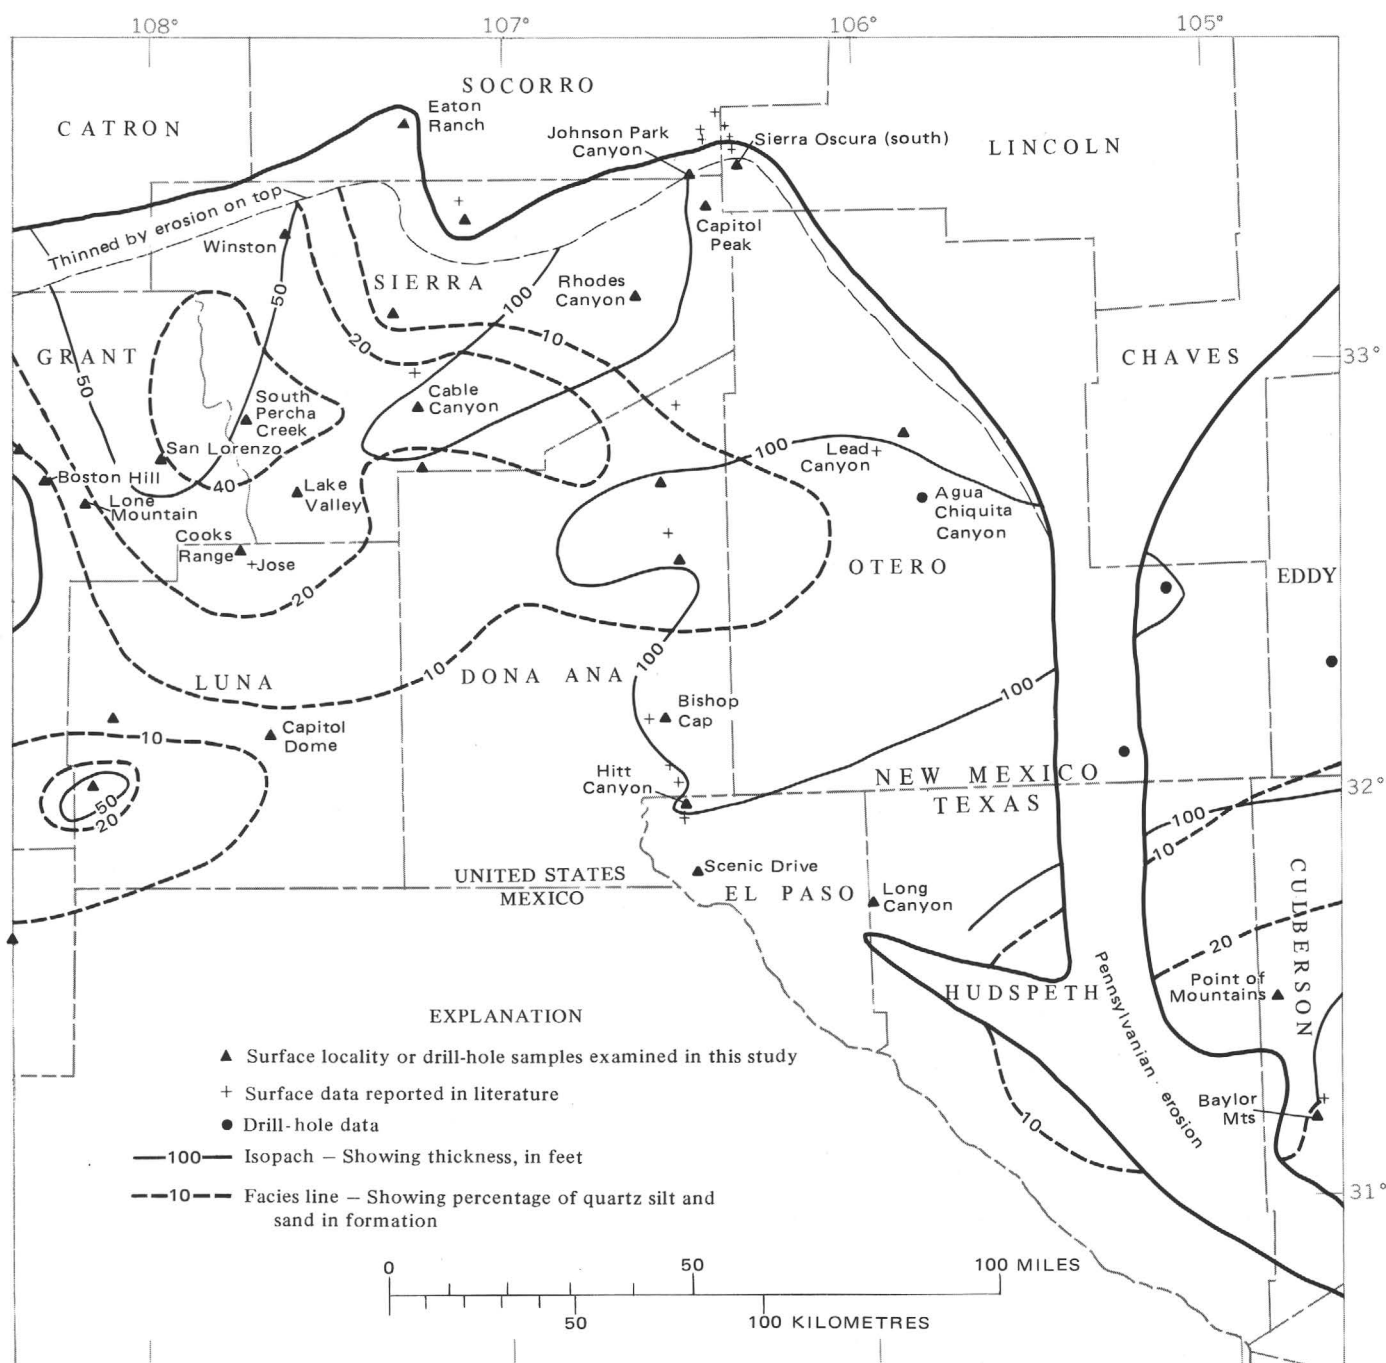 108°
107°
106°
105°
SOCORRO
CATRON
Eaton
Ranch
Johnson Park
Canyon
Sierra Oscura (south)
LINCOLN
Thinned by erosion on top
Winston
Capitol
Peak
SIERRA
50
100
Rhodes
Canyon
20
10
GRANT
50
CHAVES
33°
Cable
Canyon
South
Percha
Creek
San Lorenzo
100
Lead
Canyon
Boston Hill
40
Lone
Mountain
Lake
Valley
Agua
Chiquita
Canyon
Cooks
Range
Jose
OTERO
EDDY
20
100
10
LUNA
DONA ANA
100
Bishop
Cap
Capitol
Dome
10
Hitt
Canyon
NEW MEXICO
TEXAS
32°
50
20
100
10
Scenic Drive
UNITED STATES
MEXICO
EL PASO
Long
Canyon
CULBERSON
20
Point of
Mountains
HUDSPETH
Pennsylvanian erosion
10
Baylor
Mts
31°
EXPLANATION
Surface locality or drill-hole samples examined in this study
Surface data reported in literature
Drill-hole data
100 Isopach – Showing thickness, in feet
10 Facies line – Showing percentage of quartz silt and
sand in formation
0 50 100 MILES
50 100 KILOMETRES
108°
107°